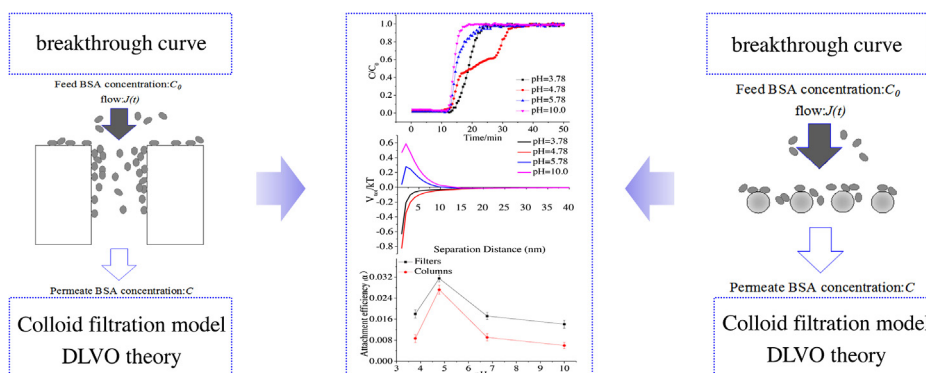 breakthrough curve
Feed BSA concentration:C₀
flow:J(t)
Permeate BSA concentration:C
Colloid filtration model
DLVO theory
1.0
0.8
0.6
0.4
0.2
0.0
C/C₀
pH=3.78
pH=4.78
pH=5.78
pH=10.0
0 10 20 30 40 50
Time/min
0.6
0.4
0.2
0.0
-0.2
-0.4
-0.6
-0.8
pH=3.78
pH=4.78
pH=5.78
pH=10.0
5 10 15 20 25 30 35 40
Separation Distance (nm)
Filters
Columns
0.032
0.024
0.016
0.008
0.000
Attachment efficiency (α)
3 4 5 6 7 8 9 10
breakthrough curve
Feed BSA concentration:C₀
flow:J(t)
Permeate BSA concentration:C
Colloid filtration model
DLVO theory